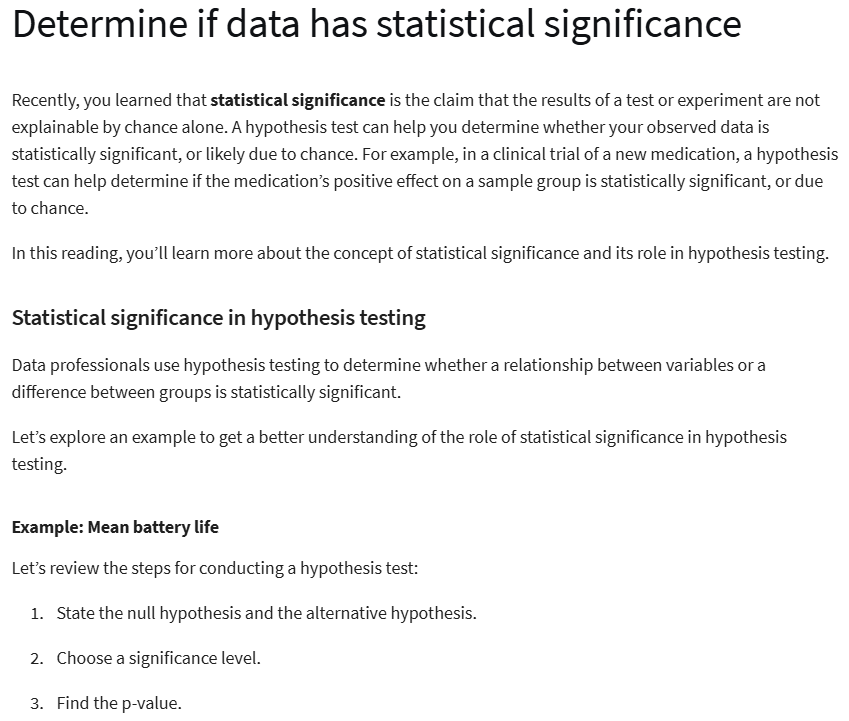 Determine if data has statistical significance
Recently, you learned that statistical significance is the claim that the results of a test or experiment are not
explainable by chance alone. A hypothesis test can help you determine whether your observed data is
statistically significant, or likely due to chance. For example, in a clinical trial of a new medication, a hypothesis
test can help determine if the medication’s positive effect on a sample group is statistically significant, or due
to chance.
In this reading, you’ll learn more about the concept of statistical significance and its role in hypothesis testing.
Statistical significance in hypothesis testing
Data professionals use hypothesis testing to determine whether a relationship between variables or a
difference between groups is statistically significant.
Let’s explore an example to get a better understanding of the role of statistical significance in hypothesis
testing.
Example: Mean battery life
Let’s review the steps for conducting a hypothesis test:
1. State the null hypothesis and the alternative hypothesis.
2. Choose a significance level.
3. Find the p-value.